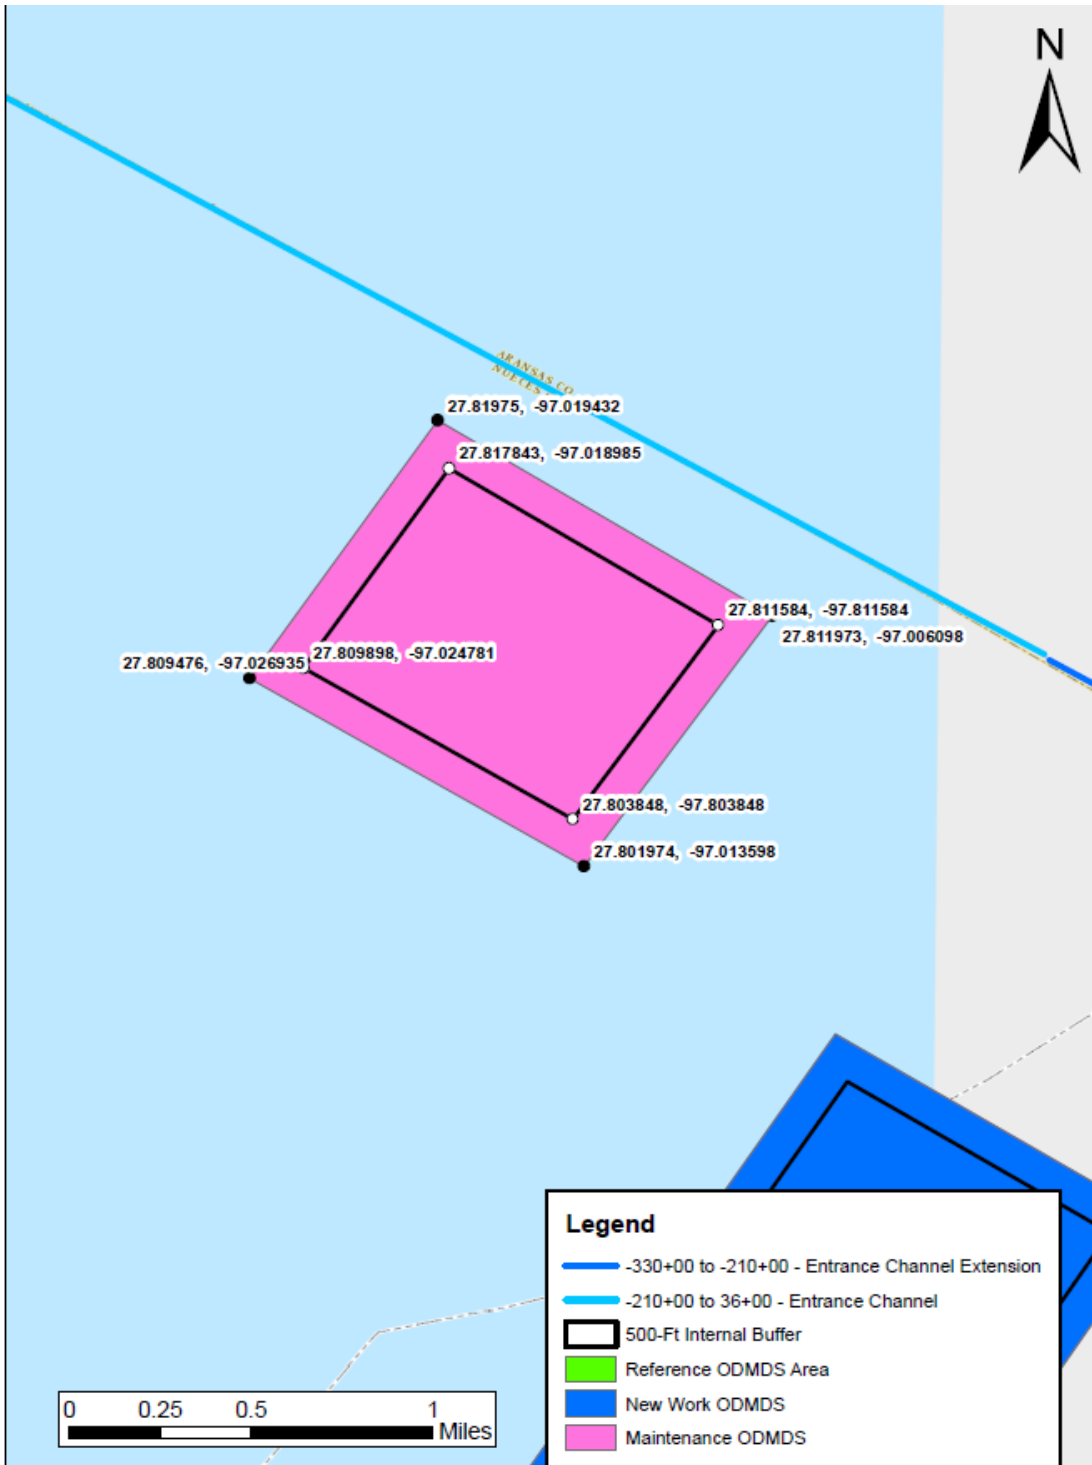 N
ARANSAS CO
NUECES
27.81975, -97.019432
27.817843, -97.018985
27.811584, -97.811584
27.811973, -97.006098
27.809898, -97.024781
27.809476, -97.026935
27.803848, -97.803848
27.801974, -97.013598
Legend
-330+00 to -210+00 - Entrance Channel Extension
-210+00 to 36+00 - Entrance Channel
500-Ft Internal Buffer
Reference ODMDS Area
New Work ODMDS
Maintenance ODMDS
0 0.25 0.5 1
Miles